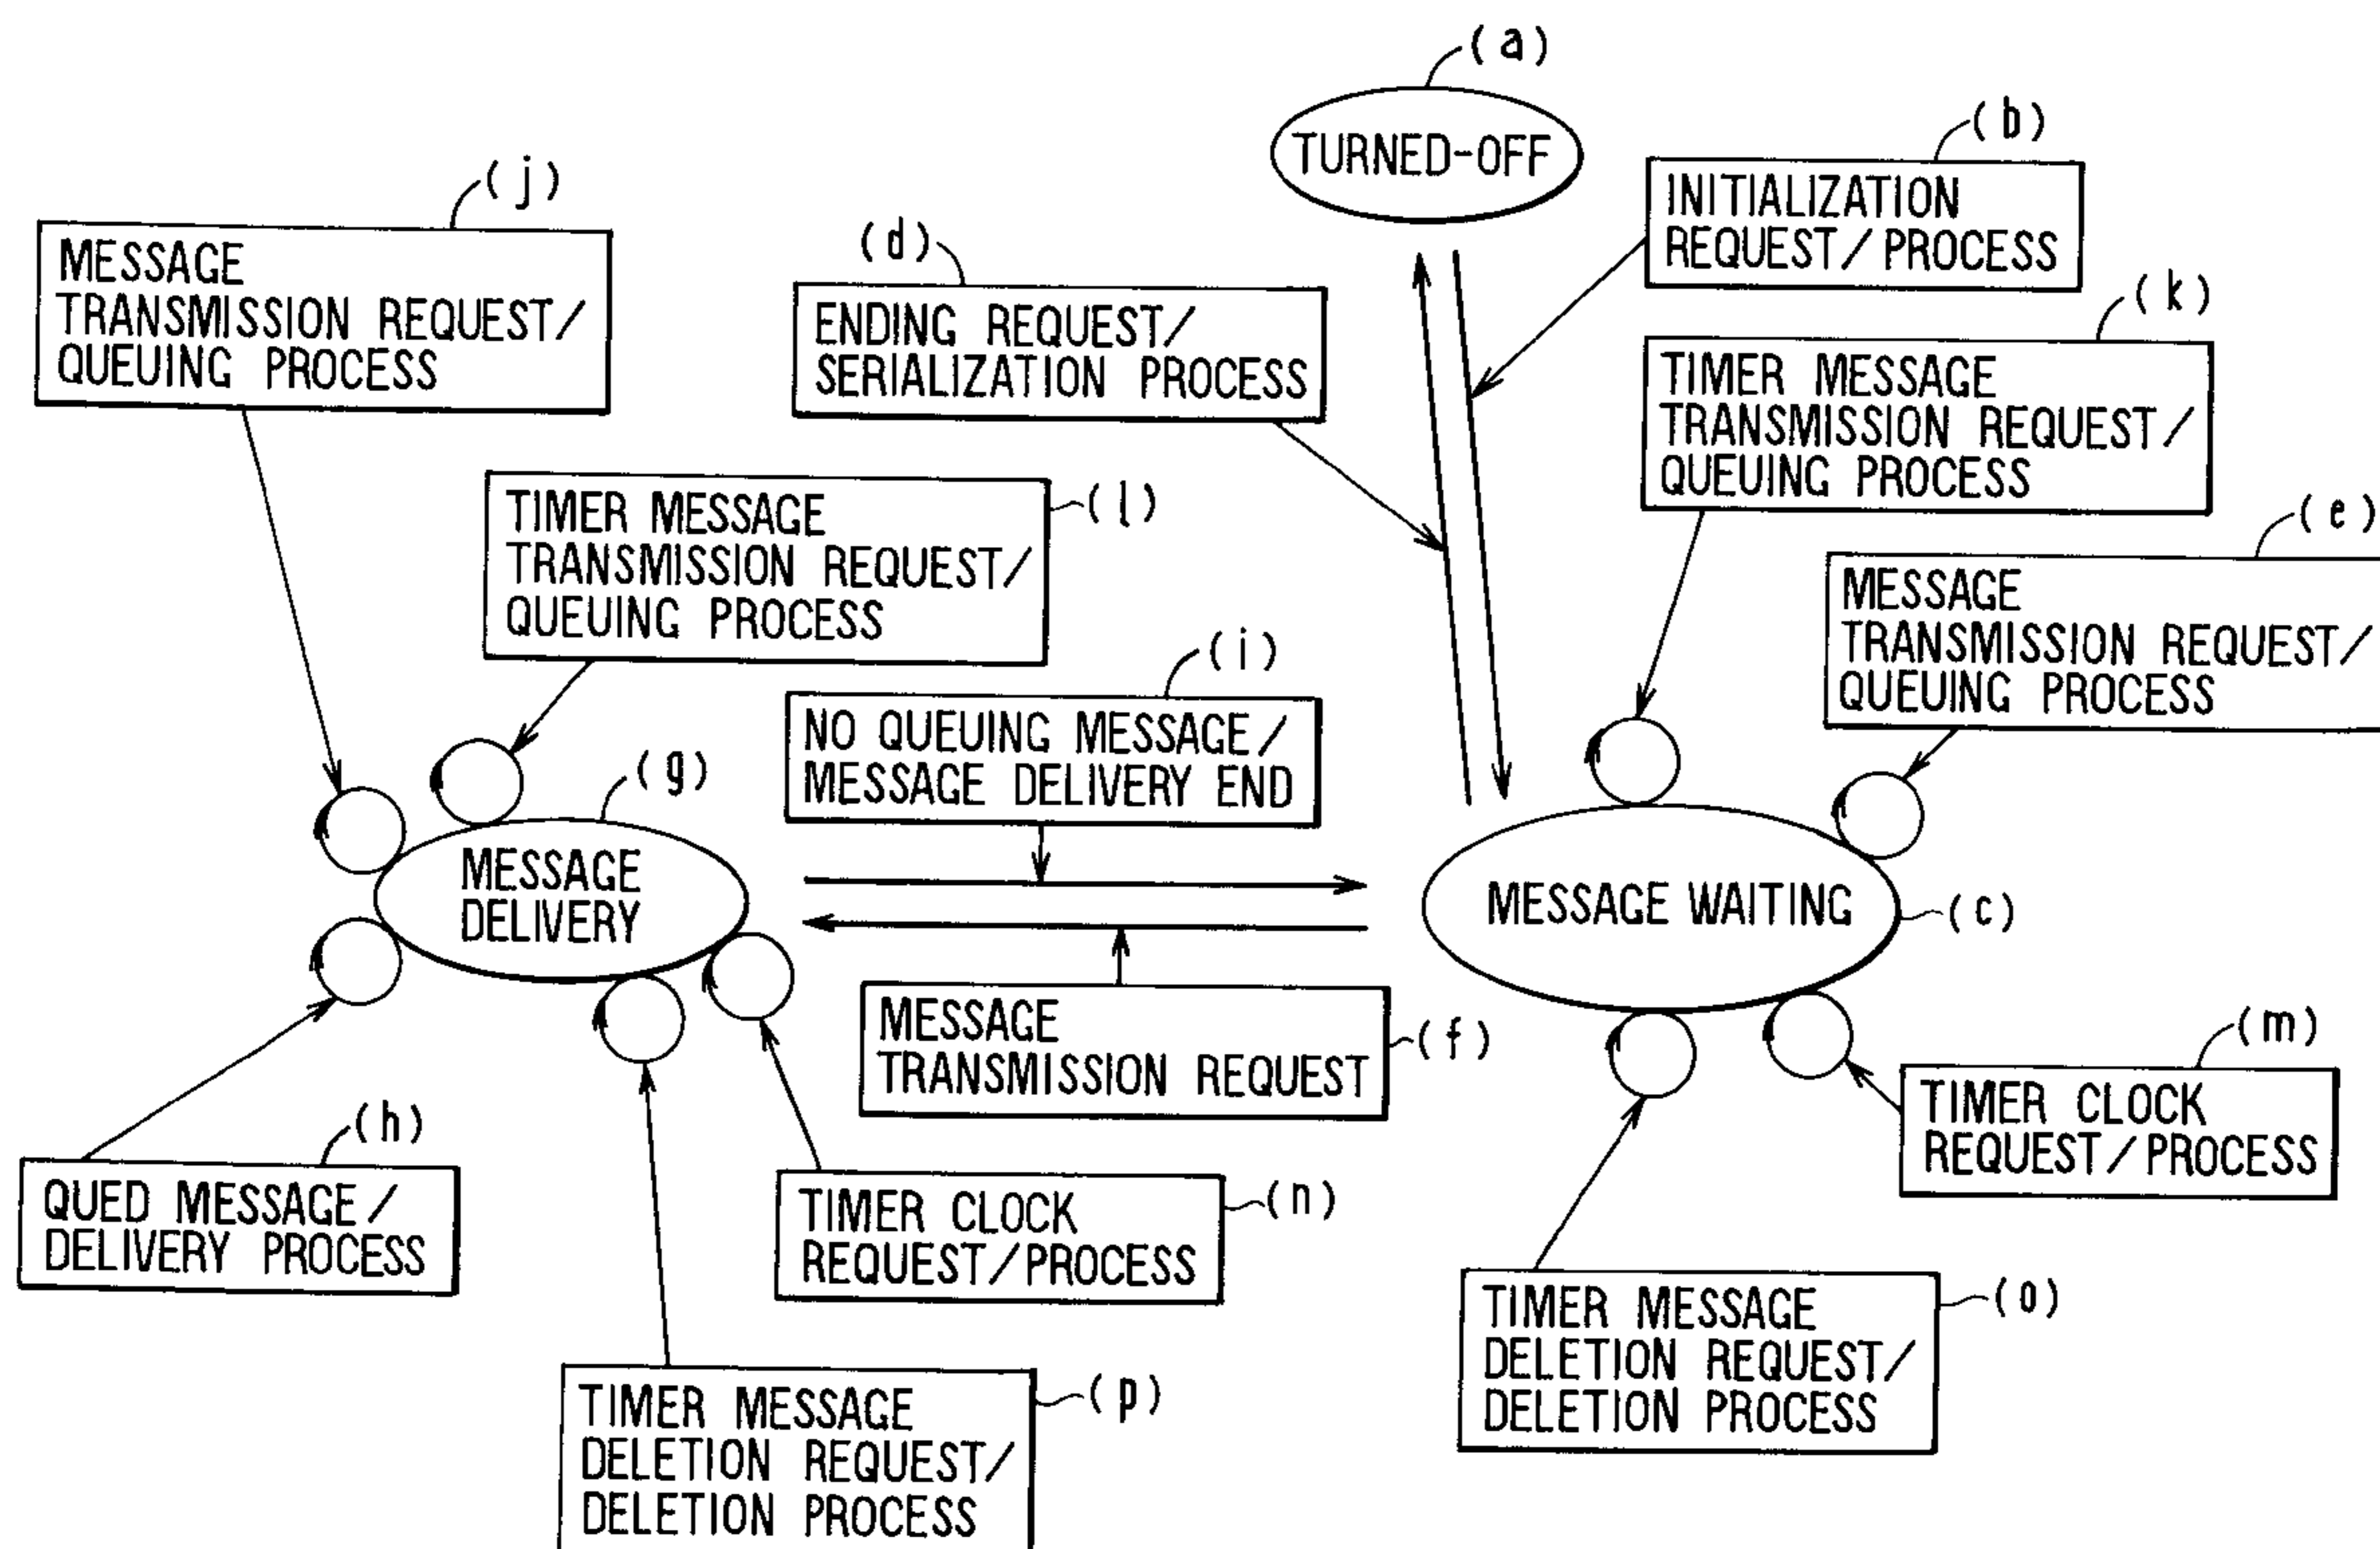 (a)
TURNED-OFF
(b)
INITIALIZATION
REQUEST/PROCESS
(j)
MESSAGE
TRANSMISSION REQUEST/
QUEUING PROCESS
(d)
ENDING REQUEST/
SERIALIZATION PROCESS
(k)
TIMER MESSAGE
TRANSMISSION REQUEST/
QUEUING PROCESS
(l)
TIMER MESSAGE
TRANSMISSION REQUEST/
QUEUING PROCESS
(e)
MESSAGE
TRANSMISSION REQUEST/
QUEUING PROCESS
(i)
NO QUEUING MESSAGE/
MESSAGE DELIVERY END
(g)
MESSAGE
DELIVERY
MESSAGE WAITING
(c)
MESSAGE
TRANSMISSION REQUEST
(f)
(m)
TIMER CLOCK
REQUEST/PROCESS
(h)
QUED MESSAGE/
DELIVERY PROCESS
TIMER CLOCK
REQUEST/PROCESS
(n)
TIMER MESSAGE
DELETION REQUEST/
DELETION PROCESS
(o)
TIMER MESSAGE
DELETION REQUEST/
DELETION PROCESS
(p)